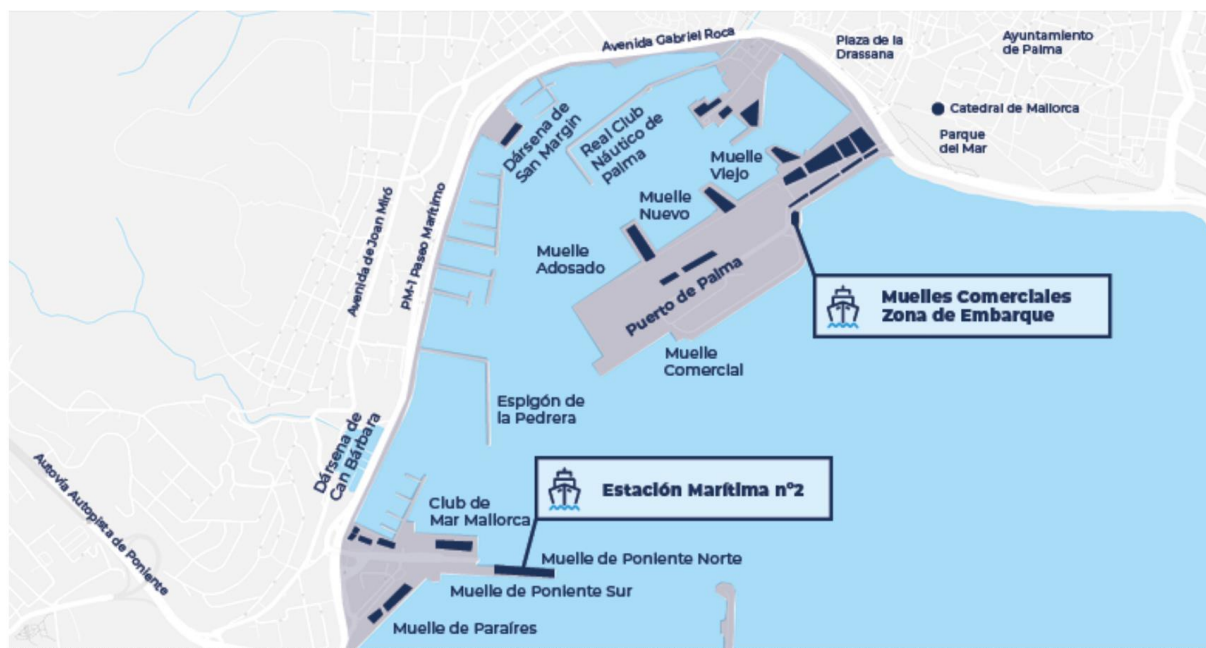 Avenida Gabriel Roca
Plaza de la
Drassana
Ayuntamiento
de Palma
Catedral de Mallorca
Parque
del Mar
Dársena de
San Margin
Real Club
Náutico de
Palma
Muelle
Viejo
Muelle
Nuevo
Muelle
Adosado
Avenida de Joan Miró
PM-1 Paseo Marítimo
Puerto de Palma
Muelles Comerciales
Zona de Embarque
Muelle
Comercial
Espigón de
la Pedrera
Dársena de
Can Bárbara
Autovía Autopista de Poniente
Estación Marítima nº2
Club de
Mar Mallorca
Muelle de Poniente Norte
Muelle de Poniente Sur
Muelle de Paraíres